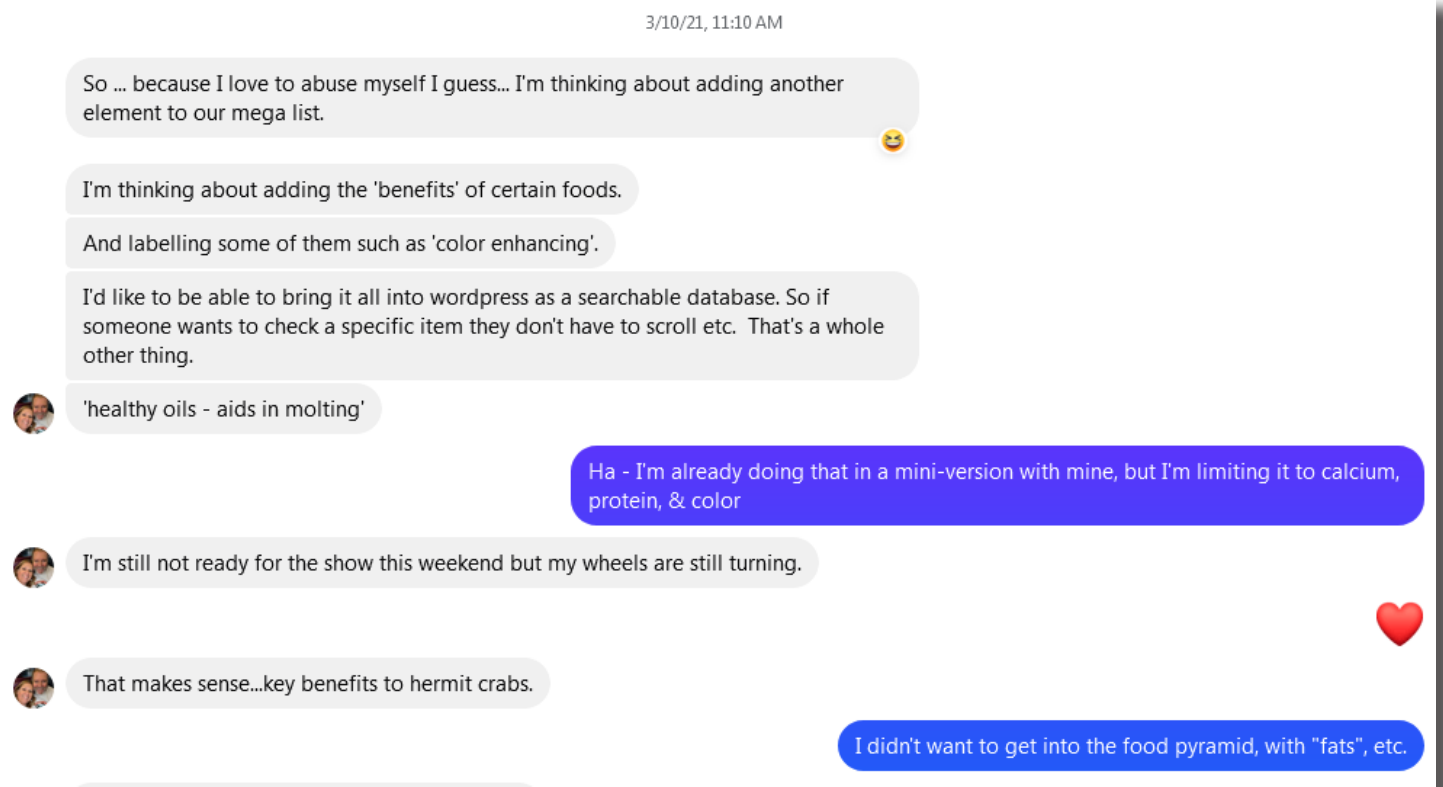 3/10/21, 11:10 AM
So ... because I love to abuse myself I guess... I'm thinking about adding another
element to our mega list.
I'm thinking about adding the 'benefits' of certain foods.
And labelling some of them such as 'color enhancing'.
I'd like to be able to bring it all into wordpress as a searchable database. So if
someone wants to check a specific item they don't have to scroll etc.  That's a whole
other thing.
'healthy oils - aids in molting'
Ha - I'm already doing that in a mini-version with mine, but I'm limiting it to calcium,
protein, & color
I'm still not ready for the show this weekend but my wheels are still turning.
That makes sense...key benefits to hermit crabs.
I didn't want to get into the food pyramid, with "fats", etc.